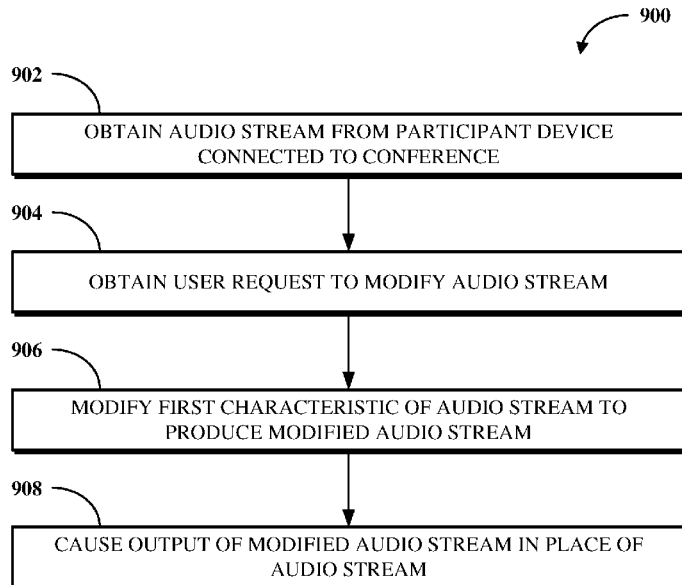 900
902
OBTAIN AUDIO STREAM FROM PARTICIPANT DEVICE
CONNECTED TO CONFERENCE
904
OBTAIN USER REQUEST TO MODIFY AUDIO STREAM
906
MODIFY FIRST CHARACTERISTIC OF AUDIO STREAM TO
PRODUCE MODIFIED AUDIO STREAM
908
CAUSE OUTPUT OF MODIFIED AUDIO STREAM IN PLACE OF
AUDIO STREAM